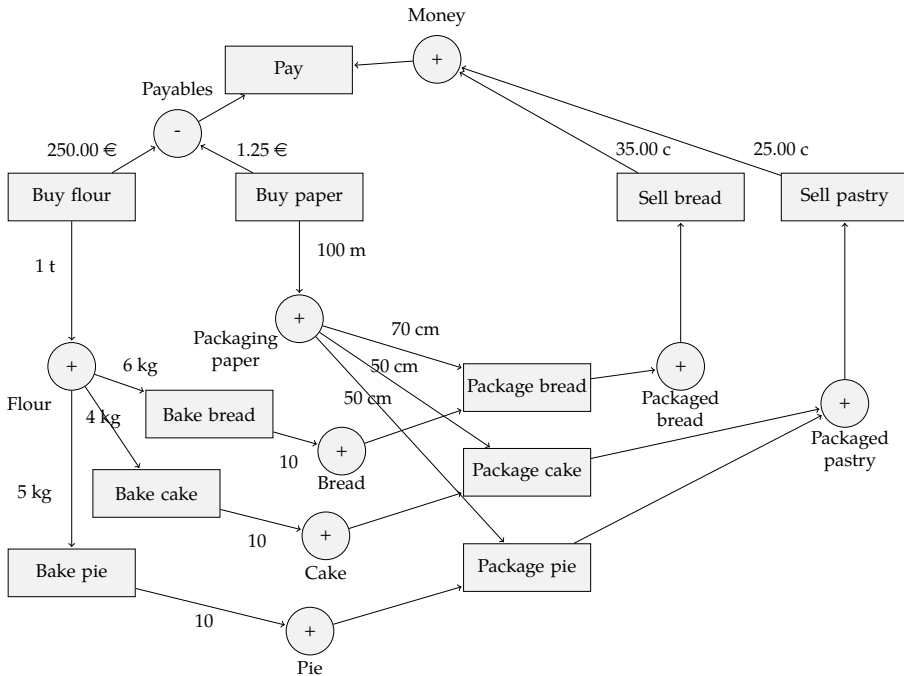 Money
+
Pay
Payables
-
250.00 €
1.25 €
35.00 c
25.00 c
Buy flour
Buy paper
Sell bread
Sell pastry
100 m
1 t
+
Packaging
paper
70 cm
50 cm
50 cm
+
Flour
6 kg
4 kg
5 kg
Bake bread
Package bread
+
Packaged
bread
+
Packaged
pastry
10
+
Bread
Package cake
Bake cake
10
+
Cake
Bake pie
Package pie
10
+
Pie